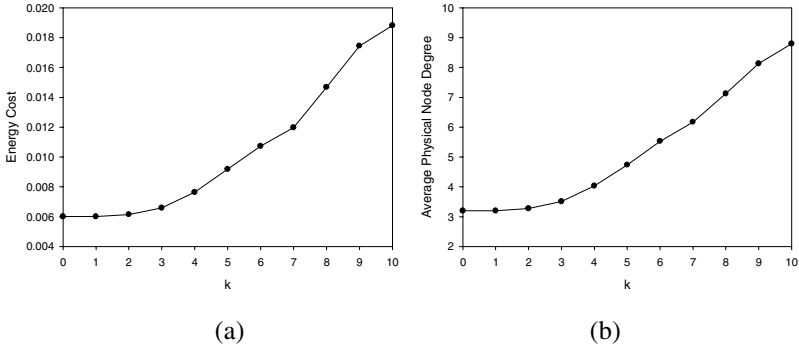 0.020
0.018
0.016
0.014
0.012
0.010
0.008
0.006
0.004
Energy Cost
0 1 2 3 4 5 6 7 8 9 10
k
(a)
10
9
8
7
6
5
4
3
2
Average Physical Node Degree
0 1 2 3 4 5 6 7 8 9 10
k
(b)